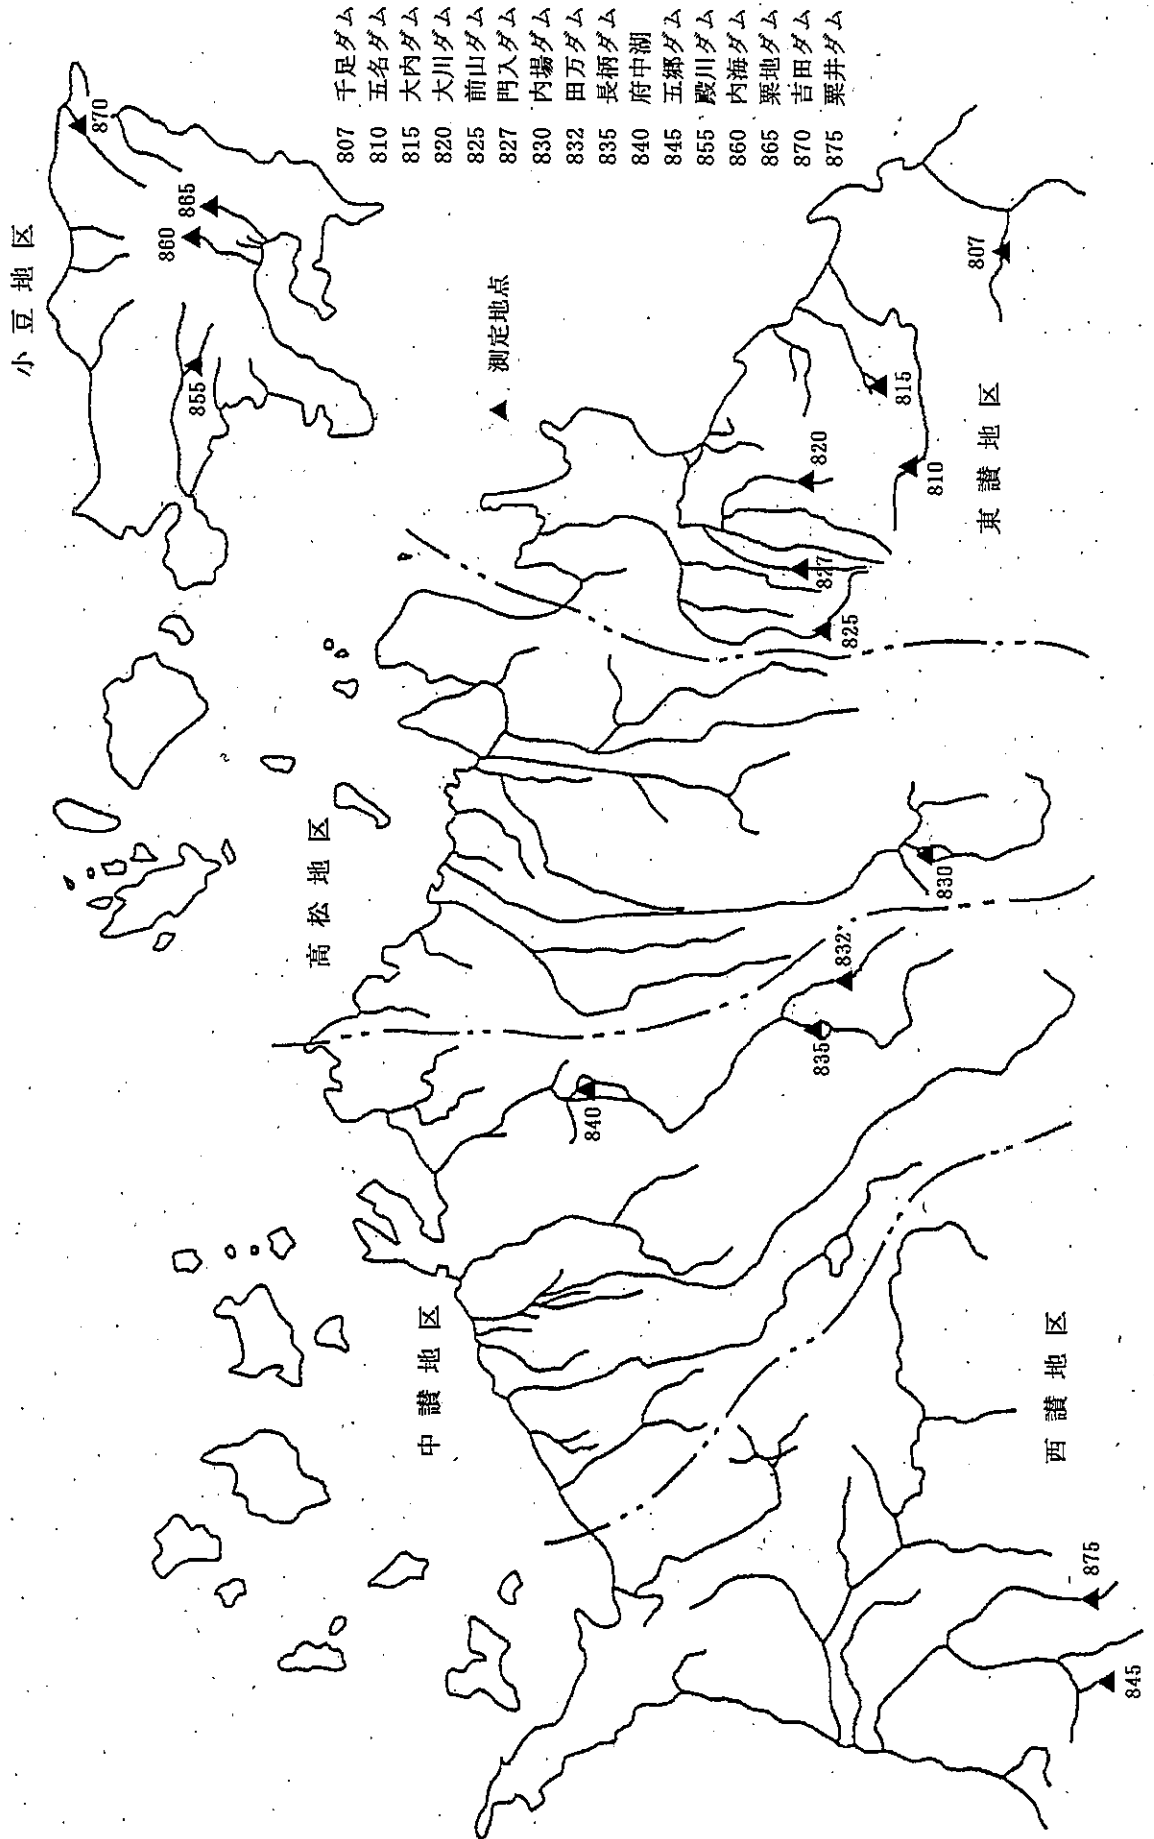 小豆地区
870
865
860
855
807 千足ダム
810 五名ダム
815 大内ダム
820 大川ダム
825 前山ダム
827 門入ダム
830 内場ダム
832 田万ダム
835 長柄ダム
840 府中湖
845 五郷ダム
855 殿川ダム
860 内海ダム
865 粟地ダム
870 吉田ダム
875 粟井ダム
▲ 測定地点
高松地区
東讃地区
807
815
810
820
827
825
830
832
835
840
中讃地区
西讃地区
875
845